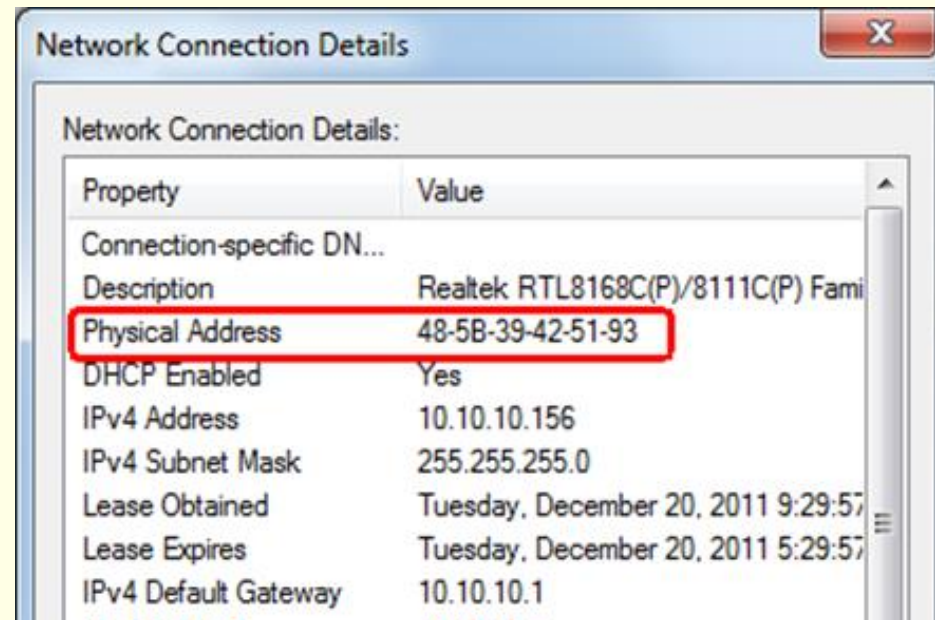 Network Connection Details
Network Connection Details:
Property Value
Connection-specific DN...
Description Realtek RTL8168C(P)/8111C(P) Fami
Physical Address 48-5B-39-42-51-93
DHCP Enabled Yes
IPv4 Address 10.10.10.156
IPv4 Subnet Mask 255.255.255.0
Lease Obtained Tuesday, December 20, 2011 9:29:57
Lease Expires Tuesday, December 20, 2011 5:29:57
IPv4 Default Gateway 10.10.10.1